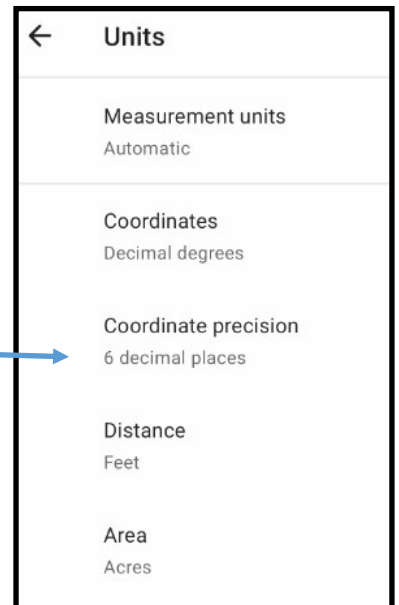 Units
Measurement units
Automatic
Coordinates
Decimal degrees
Coordinate precision
6 decimal places
Distance
Feet
Area
Acres